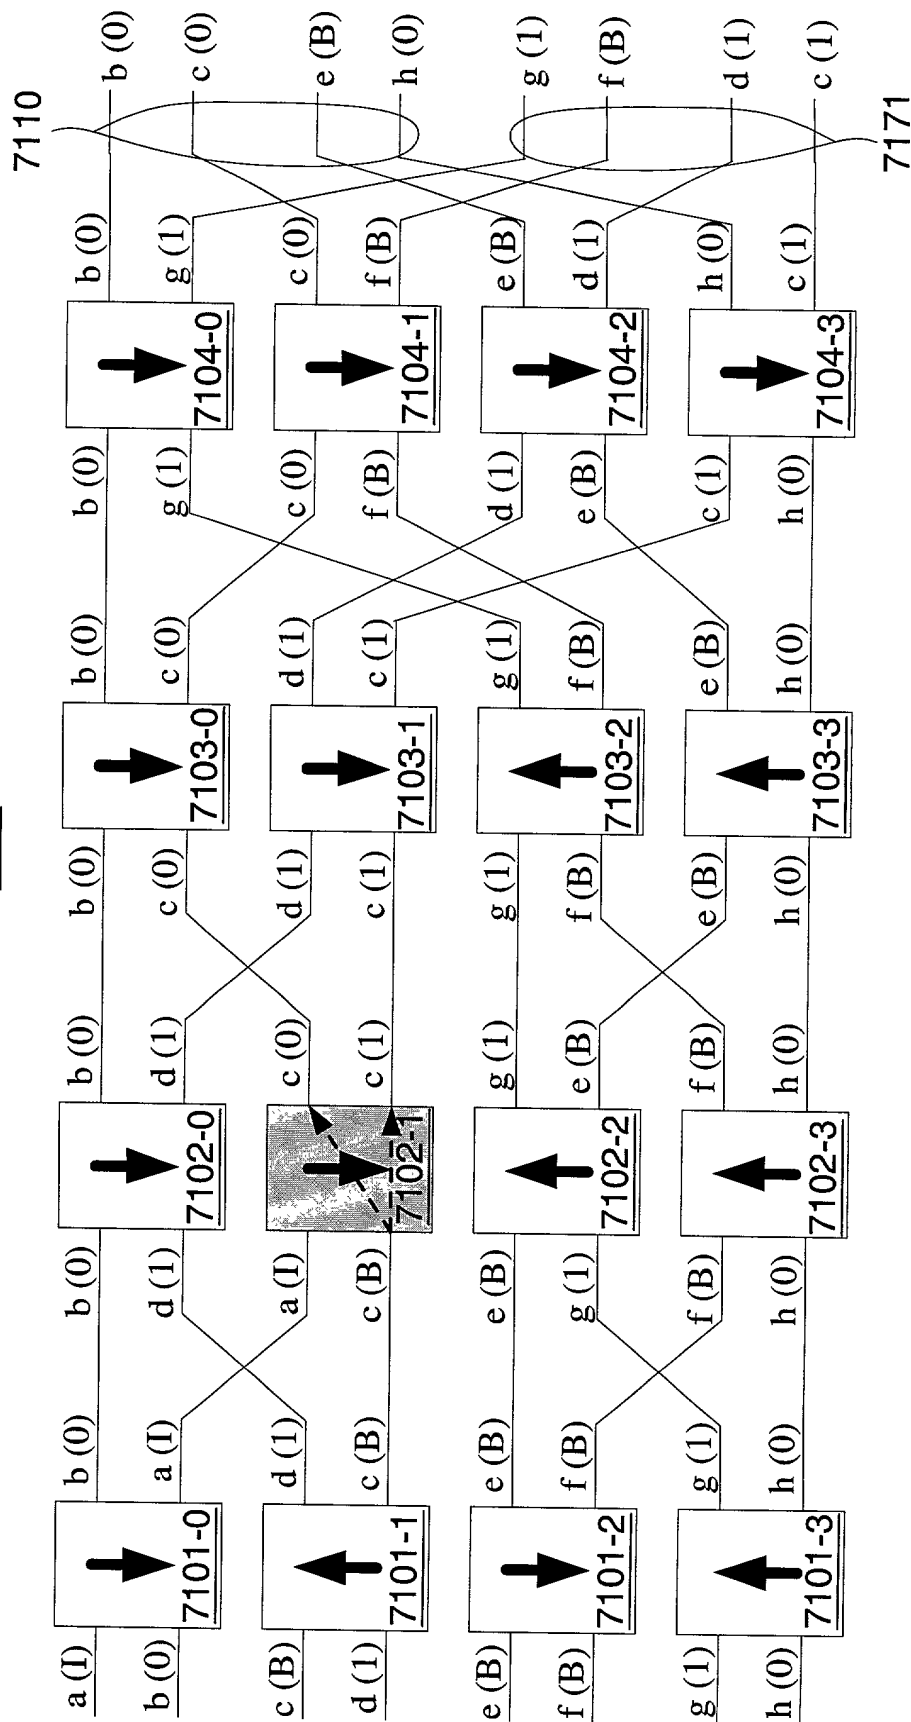 7110
7171
a (I)
b (0)
c (B)
d (1)
e (B)
f (B)
g (1)
h (0)
7101-0
7101-1
7101-2
7101-3
b (0)
a (I)
d (1)
c (B)
e (B)
f (B)
g (1)
h (0)
b (0)
d (1)
a (I)
c (B)
e (B)
g (1)
f (B)
h (0)
7102-0
7102-1
7102-2
7102-3
b (0)
d (1)
c (0)
c (1)
g (1)
e (B)
f (B)
h (0)
b (0)
c (0)
d (1)
c (1)
g (1)
f (B)
e (B)
h (0)
7103-0
7103-1
7103-2
7103-3
b (0)
c (0)
d (1)
c (1)
g (1)
f (B)
e (B)
h (0)
b (0)
g (1)
c (0)
f (B)
d (1)
e (B)
c (1)
h (0)
7104-0
7104-1
7104-2
7104-3
b (0)
g (1)
c (0)
f (B)
e (B)
d (1)
h (0)
c (1)
b (0)
c (0)
e (B)
h (0)
g (1)
f (B)
d (1)
c (1)